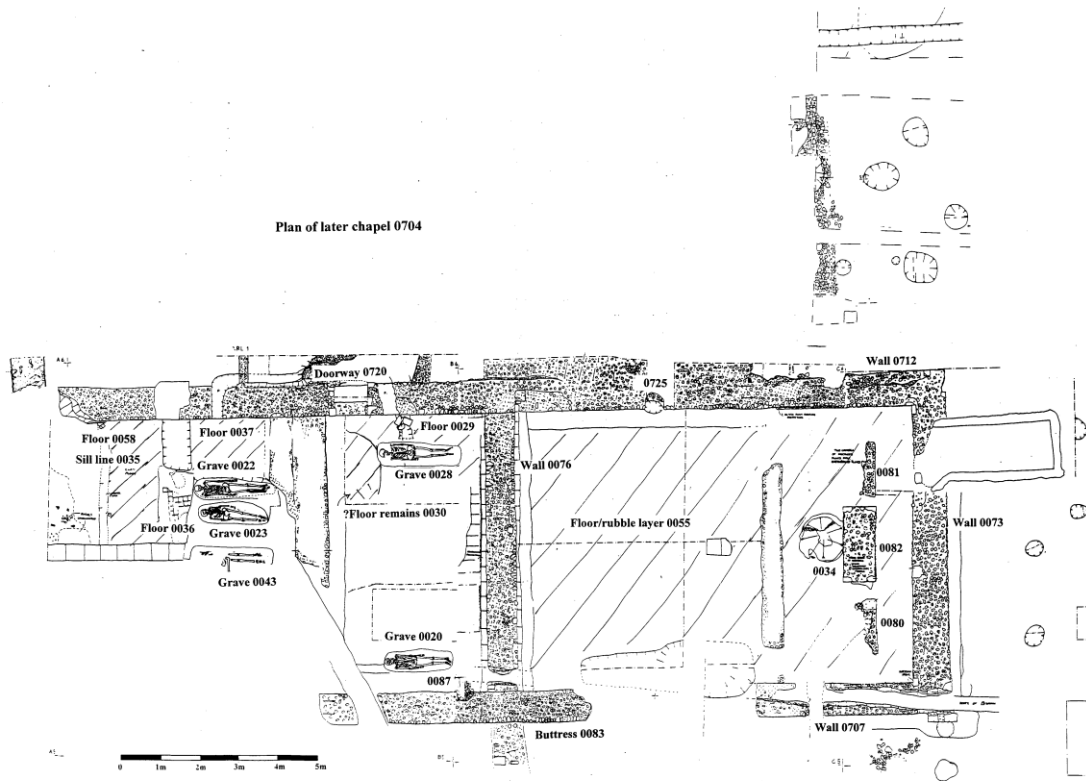 Plan of later chapel 0704
Wall 0712
Doorway 0720
0725
Floor 0058
Floor 0037
Floor 0029
Sill line 0035
Grave 0022
Grave 0028
Wall 0076
0081
?Floor remains 0030
Floor/rubble layer 0055
Wall 0073
Floor 0036
Grave 0023
0082
0034
Grave 0043
0080
Grave 0020
0087
Wall 0707
Buttress 0083
0 1m 2m 3m 4m 5m